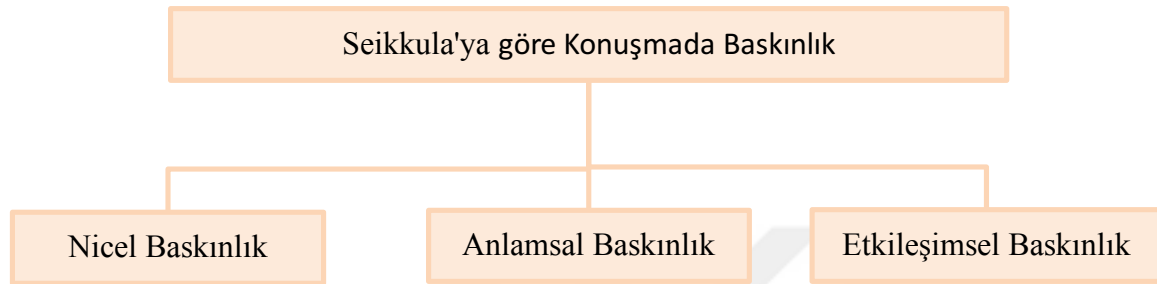 Seikkula'ya göre Konuşmada Baskınlık
Nicel Baskınlık
Anlamsal Baskınlık
Etkileşimsel Baskınlık